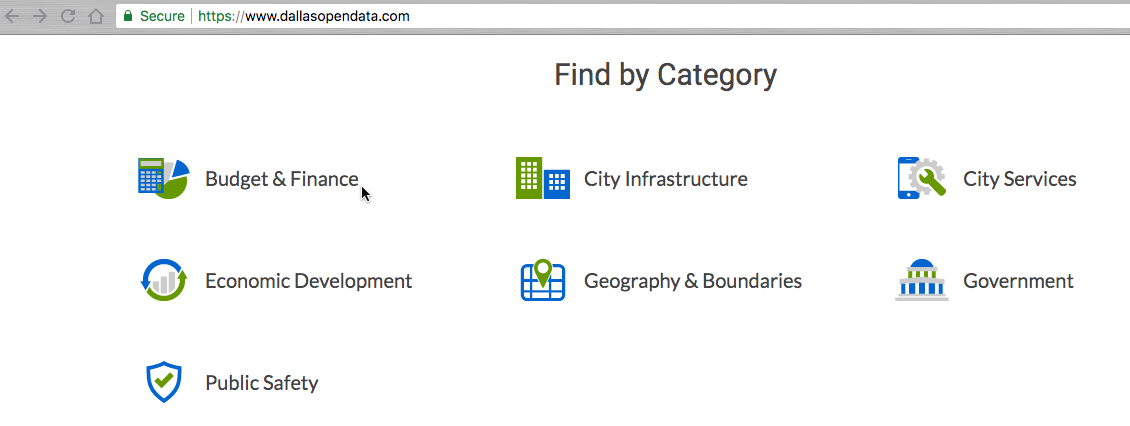 Secure | https://www.dallasopendata.com
Find by Category
Budget & Finance
City Infrastructure
City Services
Economic Development
Geography & Boundaries
Government
Public Safety